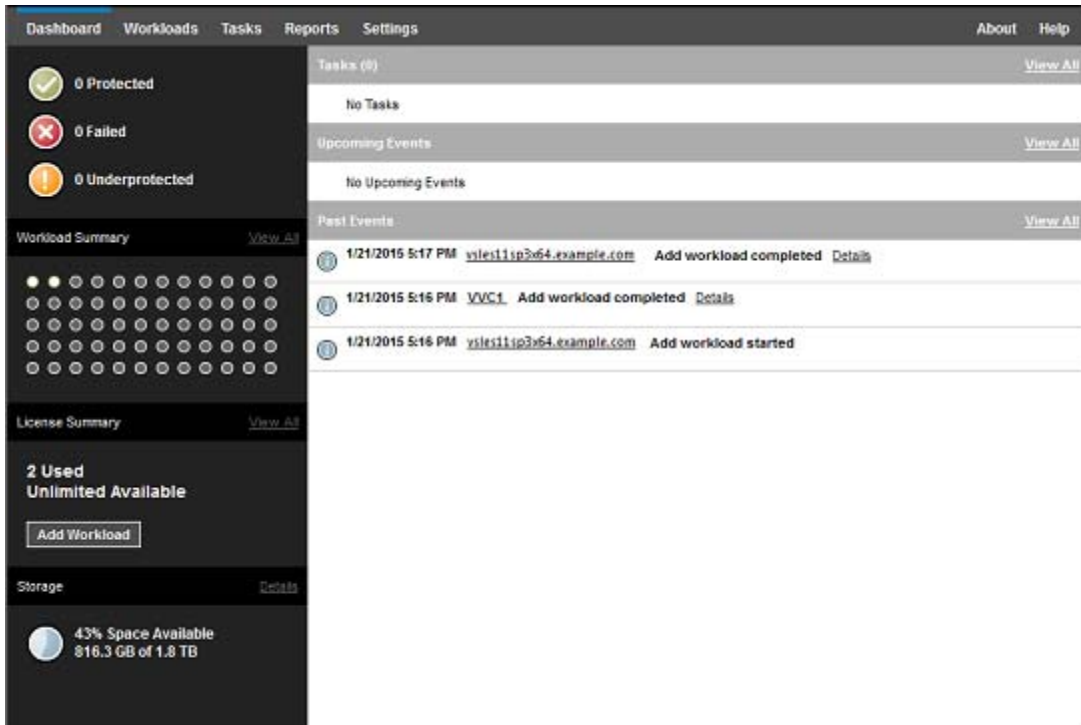 Dashboard Workloads Tasks Reports Settings About Help
0 Protected
0 Failed
0 Underprotected
Workload Summary View All
License Summary View All
2 Used
Unlimited Available
Add Workload
Storage Details
43% Space Available
816.3 GB of 1.8 TB
Tasks (0) View All
No Tasks
Upcoming Events View All
No Upcoming Events
Past Events View All
1/21/2015 5:17 PM vsles11sp3x64.example.com Add workload completed Details
1/21/2015 5:16 PM VVC1 Add workload completed Details
1/21/2015 5:16 PM vsles11sp3x64.example.com Add workload started